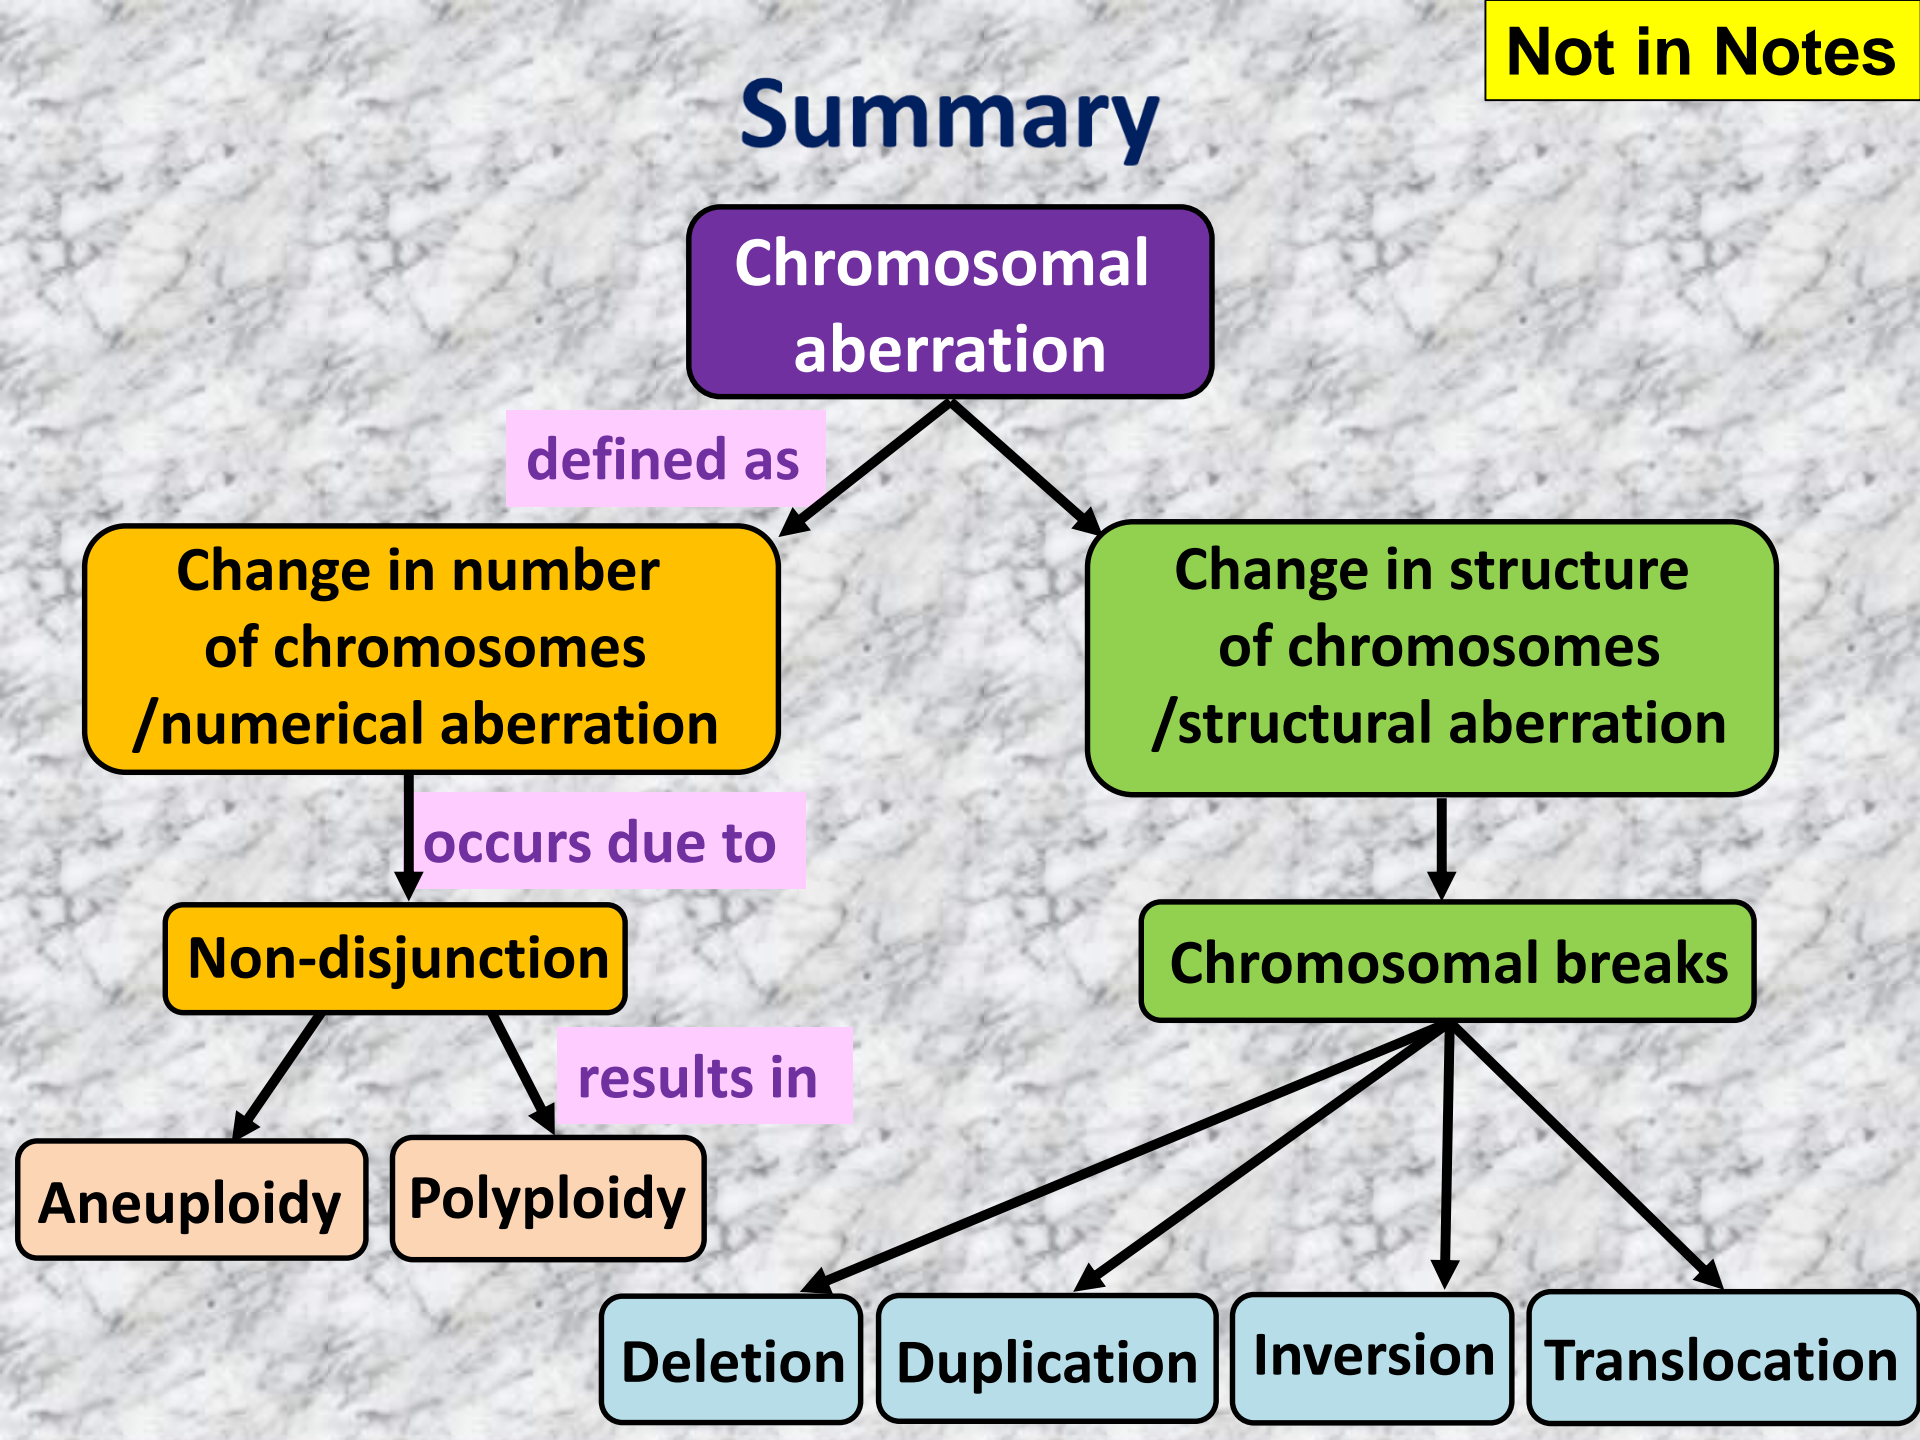 Not in Notes
Summary
Chromosomal
aberration
defined as
Change in number
of chromosomes
/numerical aberration
Change in structure
of chromosomes
/structural aberration
occurs due to
Non-disjunction
Chromosomal breaks
results in
Aneuploidy
Polyploidy
Deletion
Duplication
Inversion
Translocation